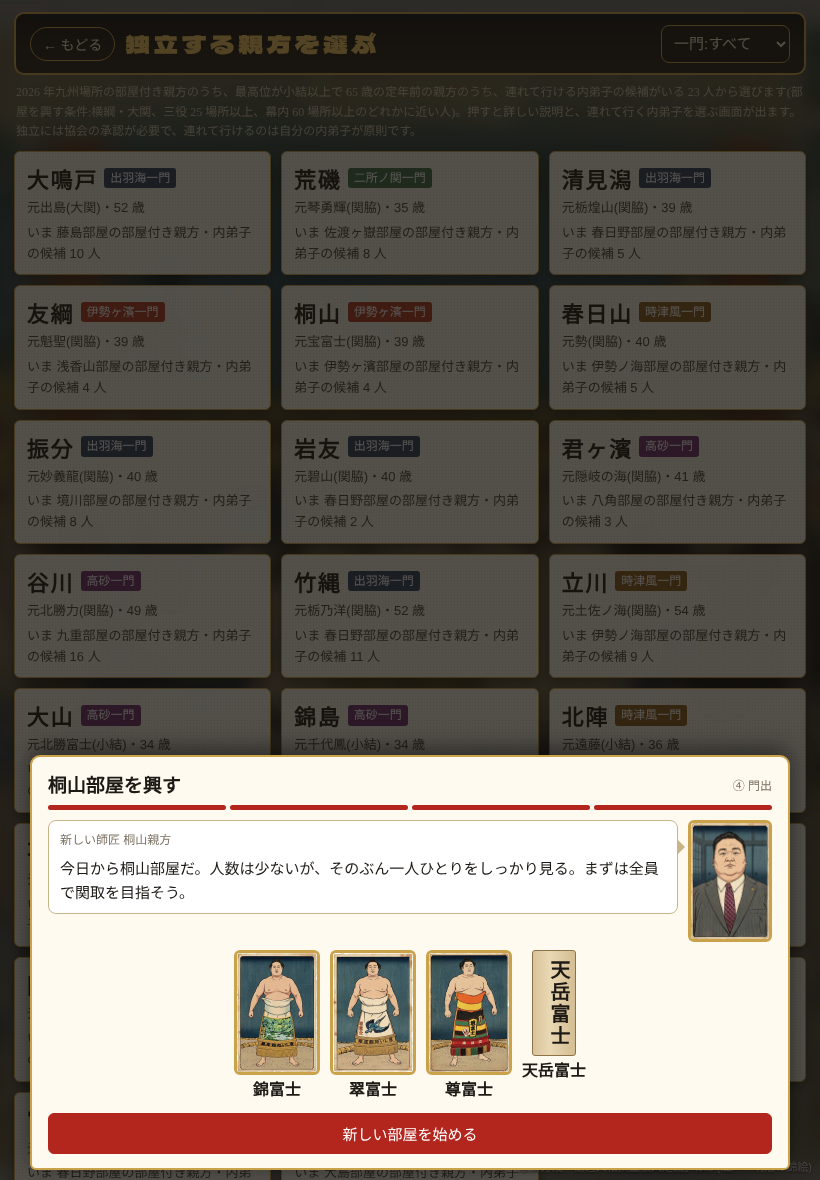 ← もどる
独立する親方を選ぶ
一門:すべて
2026 年九州場所の部屋付き親方のうち、最高位が小結以上で 65 歳の定年前の親方のうち、連れて行ける内弟子の候補がいる 23 人から選びます(部
屋を興す条件:横綱・大関、三役 25 場所以上、幕内 60 場所以上のどれかに近い人)。押すと詳しい説明と、連れて行く内弟子を選ぶ画面が出ます。
独立には協会の承認が必要で、連れて行けるのは自分の内弟子が原則です。
大鳴戸 出羽海一門
元出島(大関)・52 歳
いま 藤島部屋の部屋付き親方・内弟子
の候補 10 人
荒磯 二所ノ関一門
元琴勇輝(関脇)・35 歳
いま 佐渡ヶ嶽部屋の部屋付き親方・内
弟子の候補 8 人
清見潟 出羽海一門
元栃煌山(関脇)・39 歳
いま 春日野部屋の部屋付き親方・内弟
子の候補 5 人
友綱 伊勢ヶ濱一門
元魁聖(関脇)・39 歳
いま 浅香山部屋の部屋付き親方・内弟
子の候補 4 人
桐山 伊勢ヶ濱一門
元宝富士(関脇)・39 歳
いま 伊勢ヶ濱部屋の部屋付き親方・内
弟子の候補 4 人
春日山 時津風一門
元勢(関脇)・40 歳
いま 伊勢ノ海部屋の部屋付き親方・内
弟子の候補 5 人
振分 出羽海一門
元妙義龍(関脇)・40 歳
いま 境川部屋の部屋付き親方・内弟子
の候補 8 人
岩友 出羽海一門
元碧山(関脇)・40 歳
いま 春日野部屋の部屋付き親方・内弟
子の候補 2 人
君ヶ濱 高砂一門
元隠岐の海(関脇)・41 歳
いま 八角部屋の部屋付き親方・内弟子
の候補 3 人
谷川 高砂一門
元北勝力(関脇)・49 歳
いま 九重部屋の部屋付き親方・内弟子
の候補 16 人
竹縄 出羽海一門
元栃乃洋(関脇)・52 歳
いま 春日野部屋の部屋付き親方・内弟
子の候補 11 人
立川 時津風一門
元土佐ノ海(関脇)・54 歳
いま 伊勢ノ海部屋の部屋付き親方・内
弟子の候補 9 人
大山 高砂一門
元北勝富士(小結)・34 歳
錦島 高砂一門
元千代鳳(小結)・34 歳
北陣 時津風一門
元遠藤(小結)・36 歳
桐山部屋を興す
④ 門出
新しい師匠 桐山親方
今日から桐山部屋だ。人数は少ないが、そのぶん一人ひとりをしっかり見る。まずは全員
で関取を目指そう。
天岳富士
錦富士
翠富士
尊富士
天岳富士
新しい部屋を始める
いま 春日野部屋の部屋付き親方・内弟
いま 大島部屋の部屋付き親方・内弟子